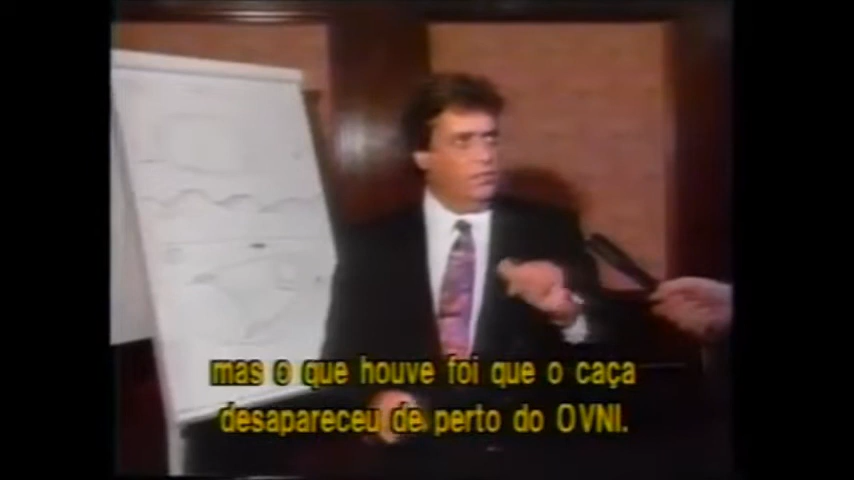 mas o que houve foi que o caça
desapareceu de perto do OVNI.